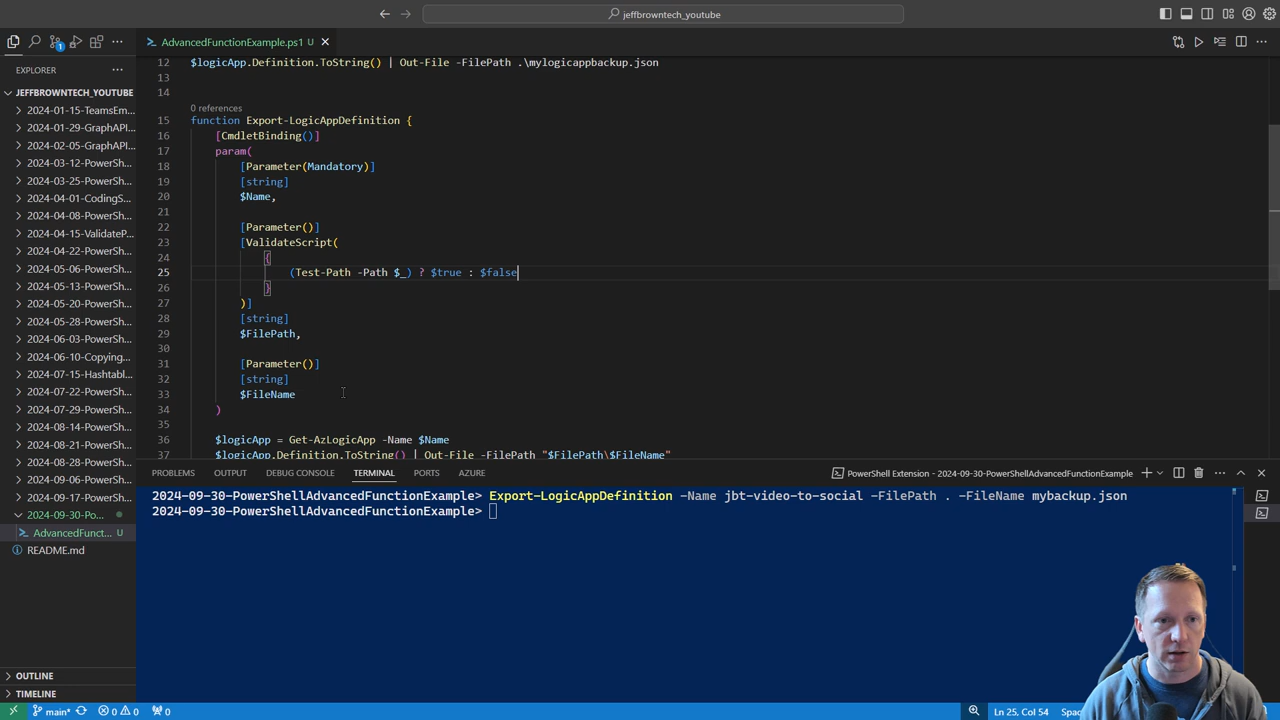 jeffbrowntech_youtube
AdvancedFunctionExample.ps1 U
EXPLORER
JEFFBROWNTECH_YOUTUBE
2024-01-15-TeamsEm...
2024-01-29-GraphAPI...
2024-02-05-GraphAPI...
2024-03-12-PowerSh...
2024-03-25-PowerSh...
2024-04-01-CodingS...
2024-04-08-PowerSh...
2024-04-15-ValidateP...
2024-04-22-PowerSh...
2024-05-06-PowerSh...
2024-05-13-PowerSh...
2024-05-20-PowerSh...
2024-05-28-PowerSh...
2024-06-03-PowerSh...
2024-06-10-Copying...
2024-07-15-Hashtabl...
2024-07-22-PowerSh...
2024-07-29-PowerSh...
2024-08-14-PowerSh...
2024-08-21-PowerSh...
2024-08-28-PowerSh...
2024-09-06-PowerSh...
2024-09-17-PowerSh...
2024-09-30-Po...
AdvancedFunct... U
README.md
OUTLINE
TIMELINE
12 $logicApp.Definition.ToString() | Out-File -FilePath .\mylogicappbackup.json
13
14
0 references
15 function Export-LogicAppDefinition {
16 [CmdletBinding()]
17 param(
18 [Parameter(Mandatory)]
19 [string]
20 $Name,
21
22 [Parameter()]
23 [ValidateScript(
24 {
25 (Test-Path -Path $_) ? $true : $false
26 }
27 )]
28 [string]
29 $FilePath,
30
31 [Parameter()]
32 [string]
33 $FileName
34 )
35
36 $logicApp = Get-AzLogicApp -Name $Name
37 $logicApp.Definition.ToString() | Out-File -FilePath "$FilePath\$FileName"
PROBLEMS OUTPUT DEBUG CONSOLE TERMINAL PORTS AZURE
PowerShell Extension - 2024-09-30-PowerShellAdvancedFunctionExample
2024-09-30-PowerShellAdvancedFunctionExample> Export-LogicAppDefinition -Name jbt-video-to-social -FilePath . -FileName mybackup.json
2024-09-30-PowerShellAdvancedFunctionExample>
main* 0 0 0
Ln 25, Col 54